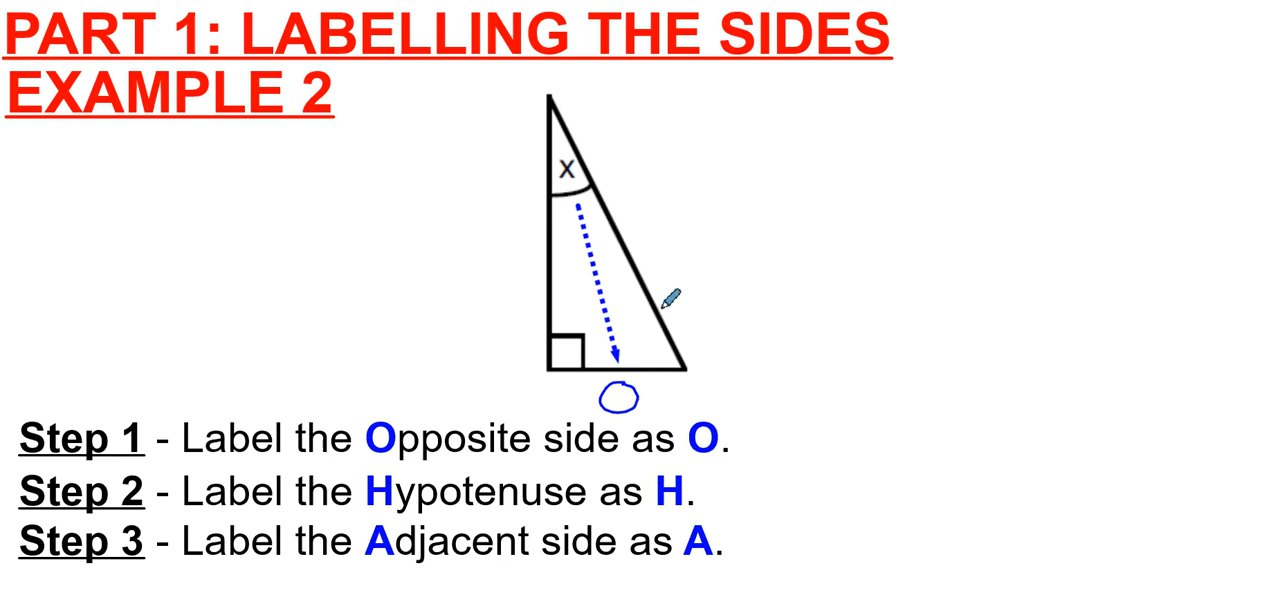 PART 1: LABELLING THE SIDES
EXAMPLE 2
x
O
Step 1 - Label the Opposite side as O.
Step 2 - Label the Hypotenuse as H.
Step 3 - Label the Adjacent side as A.